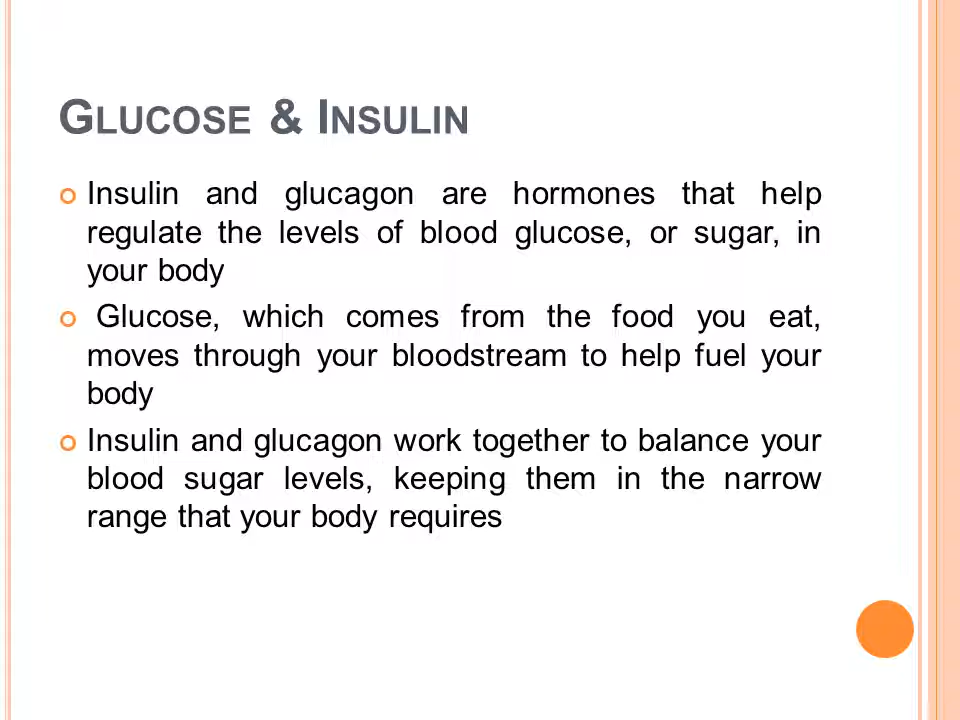 Glucose & Insulin
Insulin and glucagon are hormones that help
regulate the levels of blood glucose, or sugar, in
your body
Glucose, which comes from the food you eat,
moves through your bloodstream to help fuel your
body
Insulin and glucagon work together to balance your
blood sugar levels, keeping them in the narrow
range that your body requires